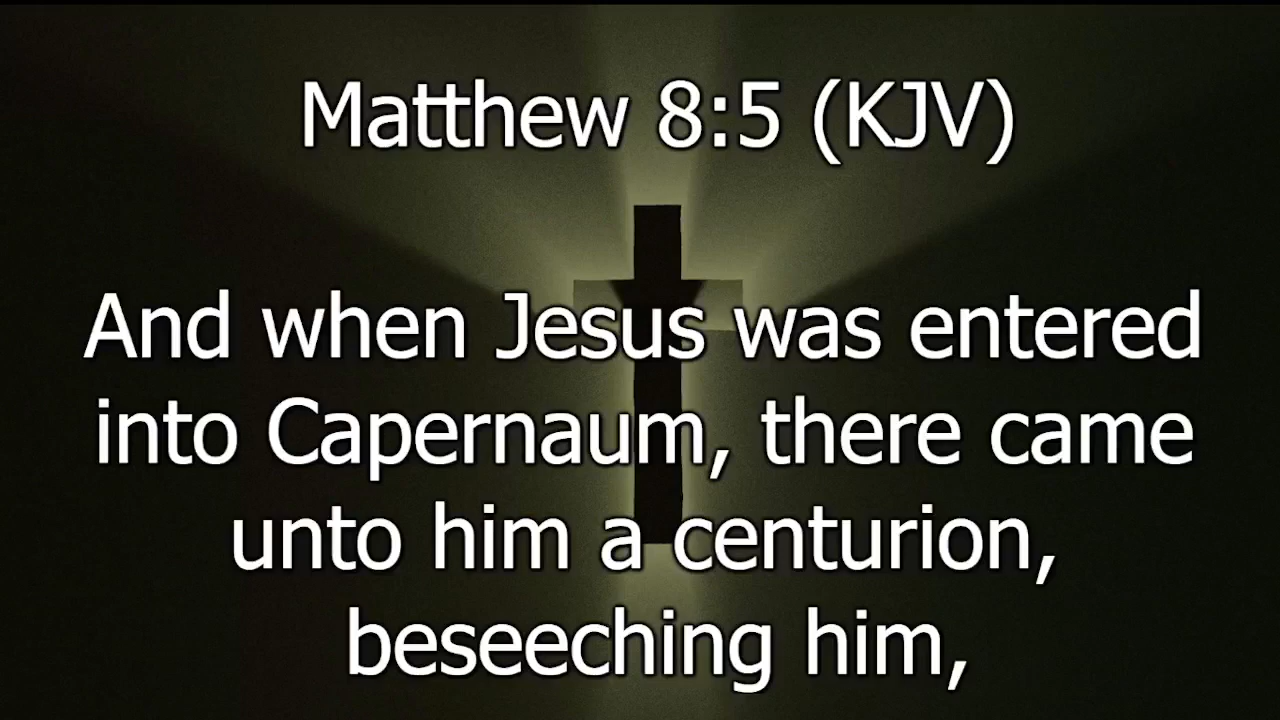 Matthew 8:5 (KJV)
And when Jesus was entered
into Capernaum, there came
unto him a centurion,
beseeching him,